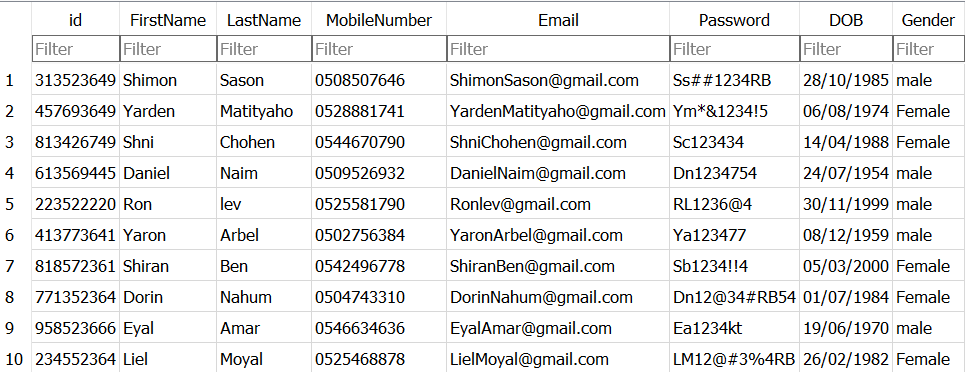 id FirstName LastName MobileNumber Email Password DOB Gender
Filter Filter Filter Filter Filter Filter Filter Filter
1 313523649 Shimon Sason 0508507646 ShimonSason@gmail.com Ss##1234RB 28/10/1985 male
2 457693649 Yarden Matityaho 0528881741 YardenMatityaho@gmail.com Ym*&1234!5 06/08/1974 Female
3 813426749 Shni Chohen 0544670790 ShniChohen@gmail.com Sc123434 14/04/1988 Female
4 613569445 Daniel Naim 0509526932 DanielNaim@gmail.com Dn1234754 24/07/1954 male
5 223522220 Ron lev 0525581790 Ronlev@gmail.com RL1236@4 30/11/1999 male
6 413773641 Yaron Arbel 0502756384 YaronArbel@gmail.com Ya123477 08/12/1959 male
7 818572361 Shiran Ben 0542496778 ShiranBen@gmail.com Sb1234!!4 05/03/2000 Female
8 771352364 Dorin Nahum 0504743310 DorinNahum@gmail.com Dn12@34#RB54 01/07/1984 Female
9 958523666 Eyal Amar 0546634636 EyalAmar@gmail.com Ea1234kt 19/06/1970 male
10 234552364 Liel Moyal 0525468878 LielMoyal@gmail.com LM12@#3%4RB 26/02/1982 Female